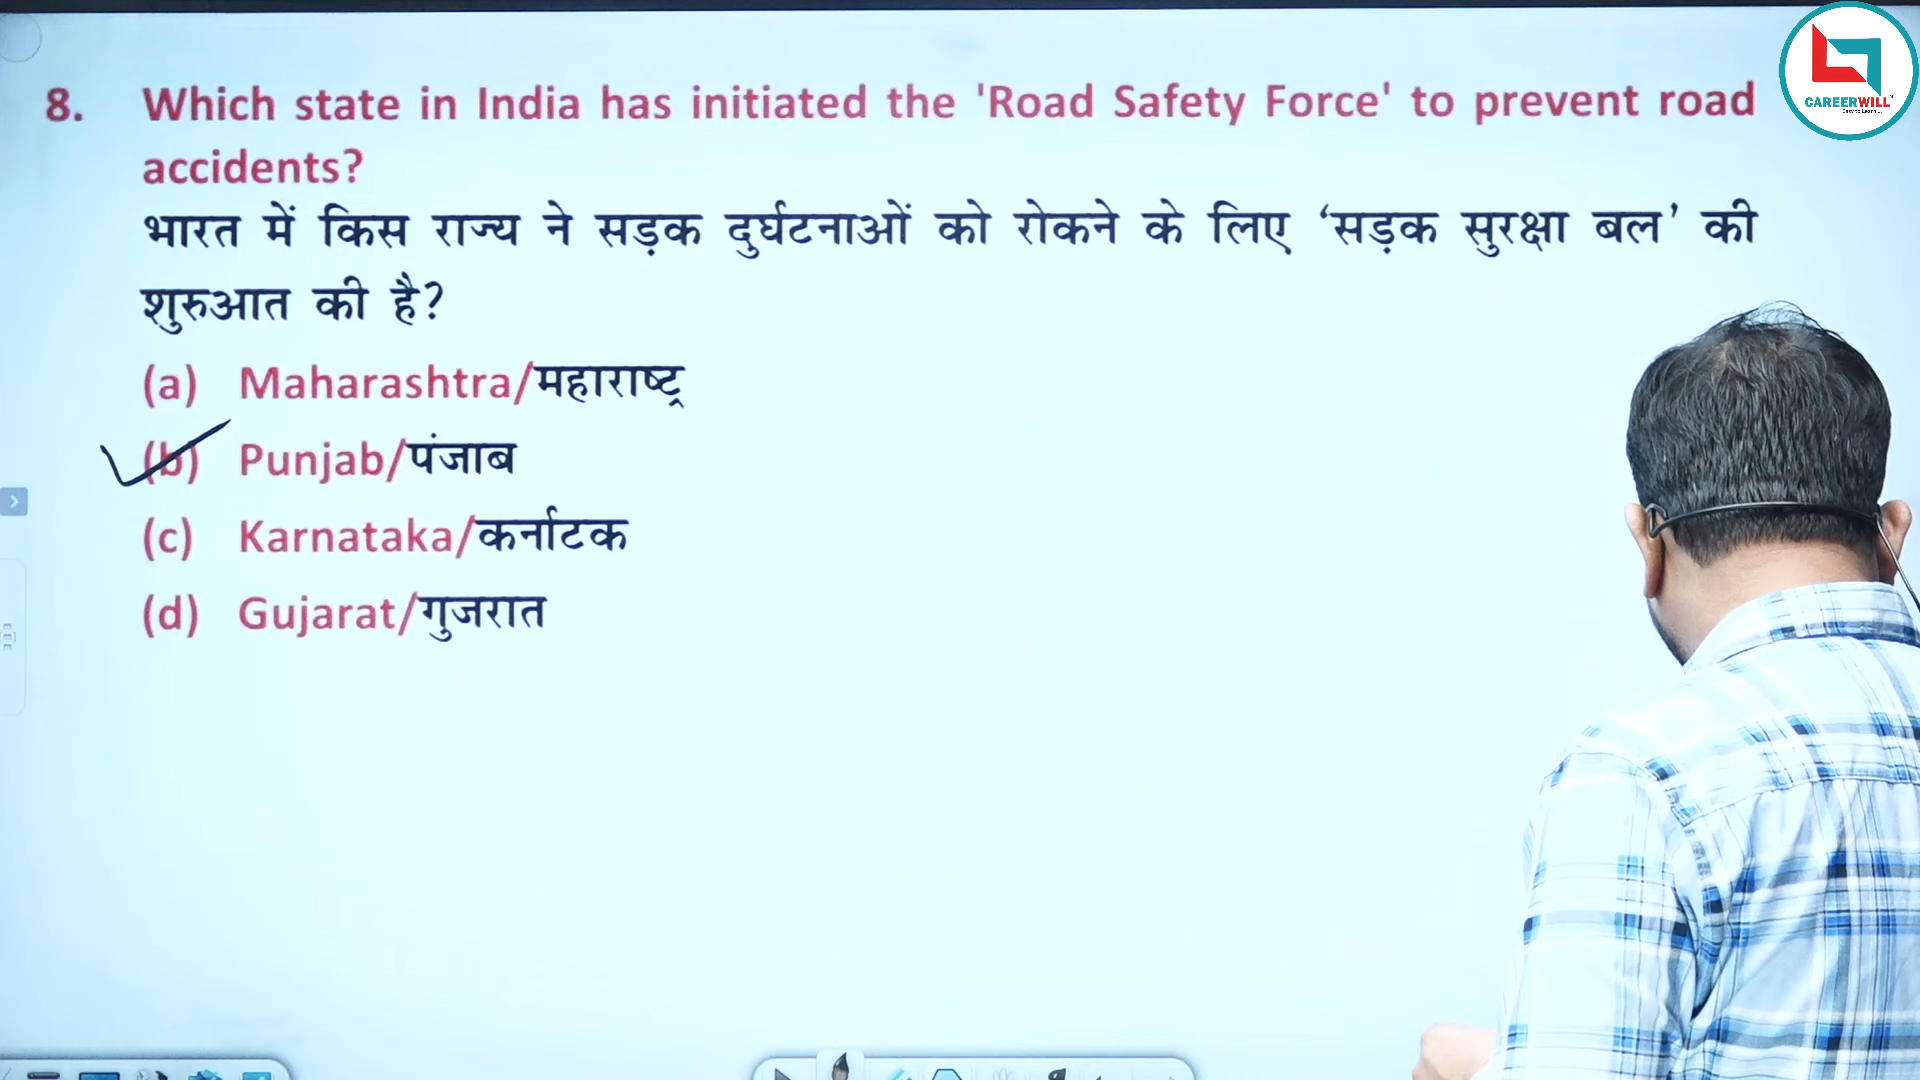 8. Which state in India has initiated the 'Road Safety Force' to prevent road
accidents?
भारत में किस राज्य ने सड़क दुर्घटनाओं को रोकने के लिए ‘सड़क सुरक्षा बल’ की
शुरुआत की है?
(a) Maharashtra/महाराष्ट्र
(b) Punjab/पंजाब
(c) Karnataka/कर्नाटक
(d) Gujarat/गुजरात
CAREERWILL